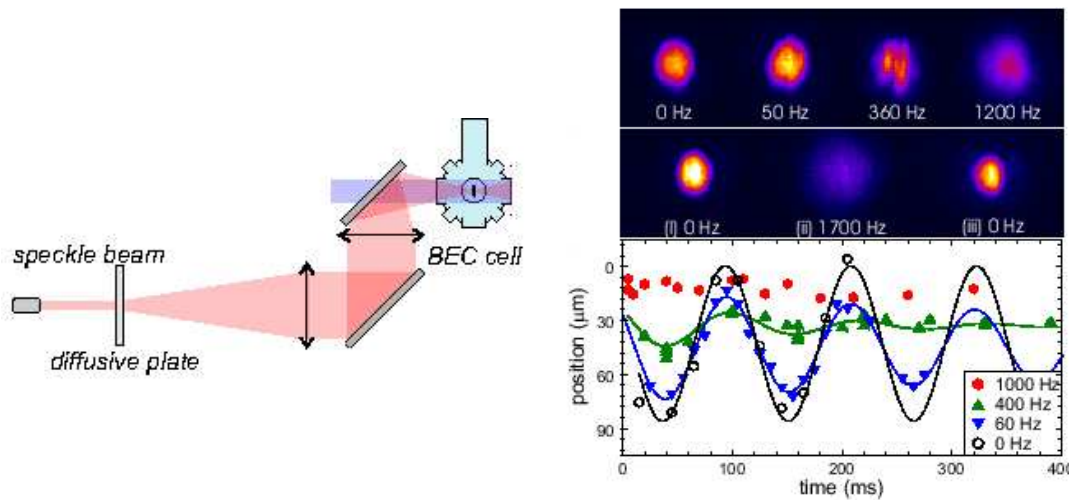 speckle beam
diffusive plate
BEC cell
0 Hz 50 Hz 360 Hz 1200 Hz
(i) 0 Hz (ii) 1700 Hz (iii) 0 Hz
position (μm)
0
30
60
90
1000 Hz
400 Hz
60 Hz
0 Hz
0 100 200 300 400
time (ms)